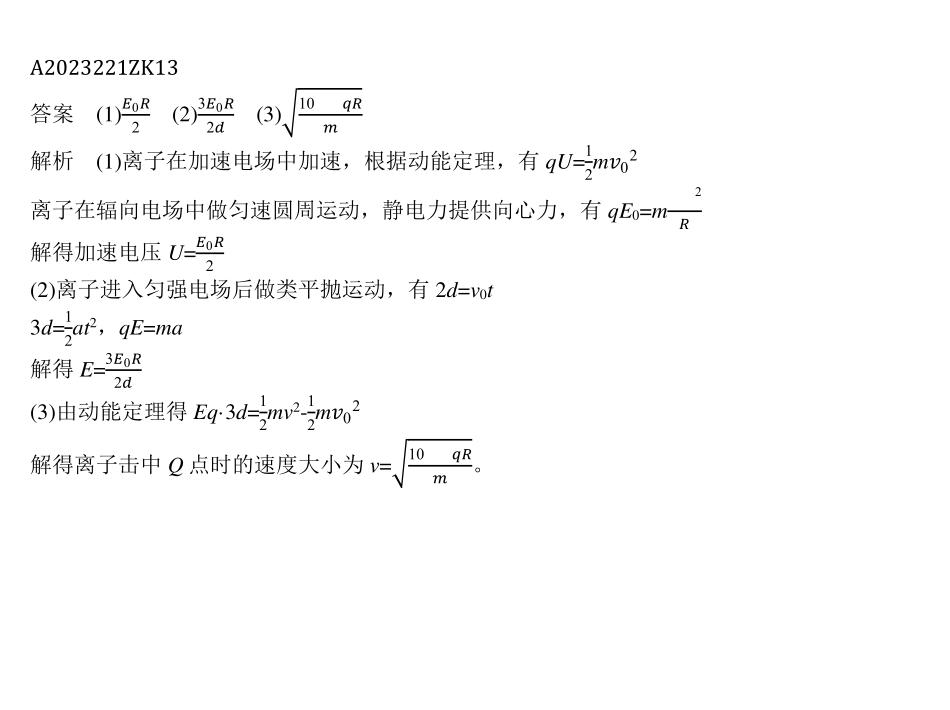 A2023221ZK13
答案 (1)\frac{E_0R}{2} (2)\frac{3E_0R}{2d} (3)\sqrt{\frac{10 qR}{m}}
解析 (1)离子在加速电场中加速，根据动能定理，有 qU=\frac{1}{2}mv_0^2
离子在辐向电场中做匀速圆周运动，静电力提供向心力，有 qE_0=m\frac{ ^2}{R}
解得加速电压 U=\frac{E_0R}{2}
(2)离子进入匀强电场后做类平抛运动，有 2d=v_0t
3d=\frac{1}{2}at^2，qE=ma
解得 E=\frac{3E_0R}{2d}
(3)由动能定理得 Eq·3d=\frac{1}{2}mv^2-\frac{1}{2}mv_0^2
解得离子击中 Q 点时的速度大小为 v=\sqrt{\frac{10 qR}{m}}。